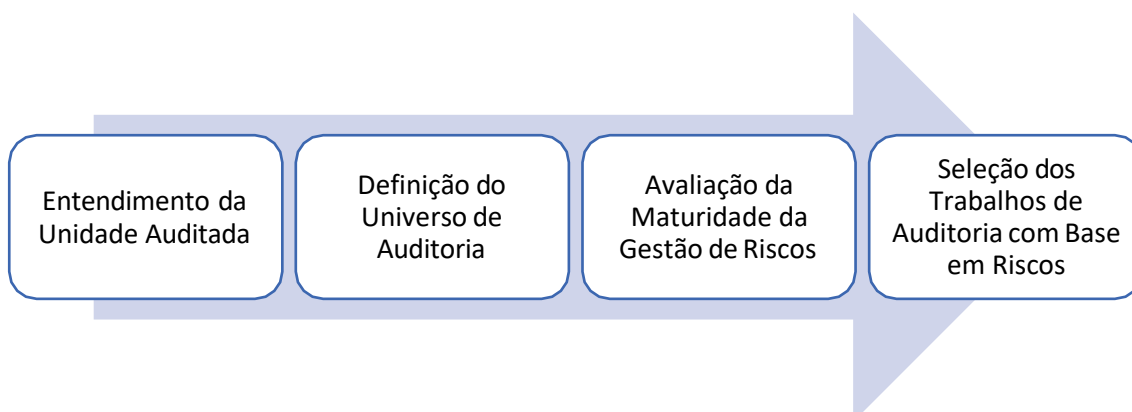 Entendimento da
Unidade Auditada
Definição do
Universo de
Auditoria
Avaliação da
Maturidade da
Gestão de Riscos
Seleção dos
Trabalhos de
Auditoria com Base
em Riscos